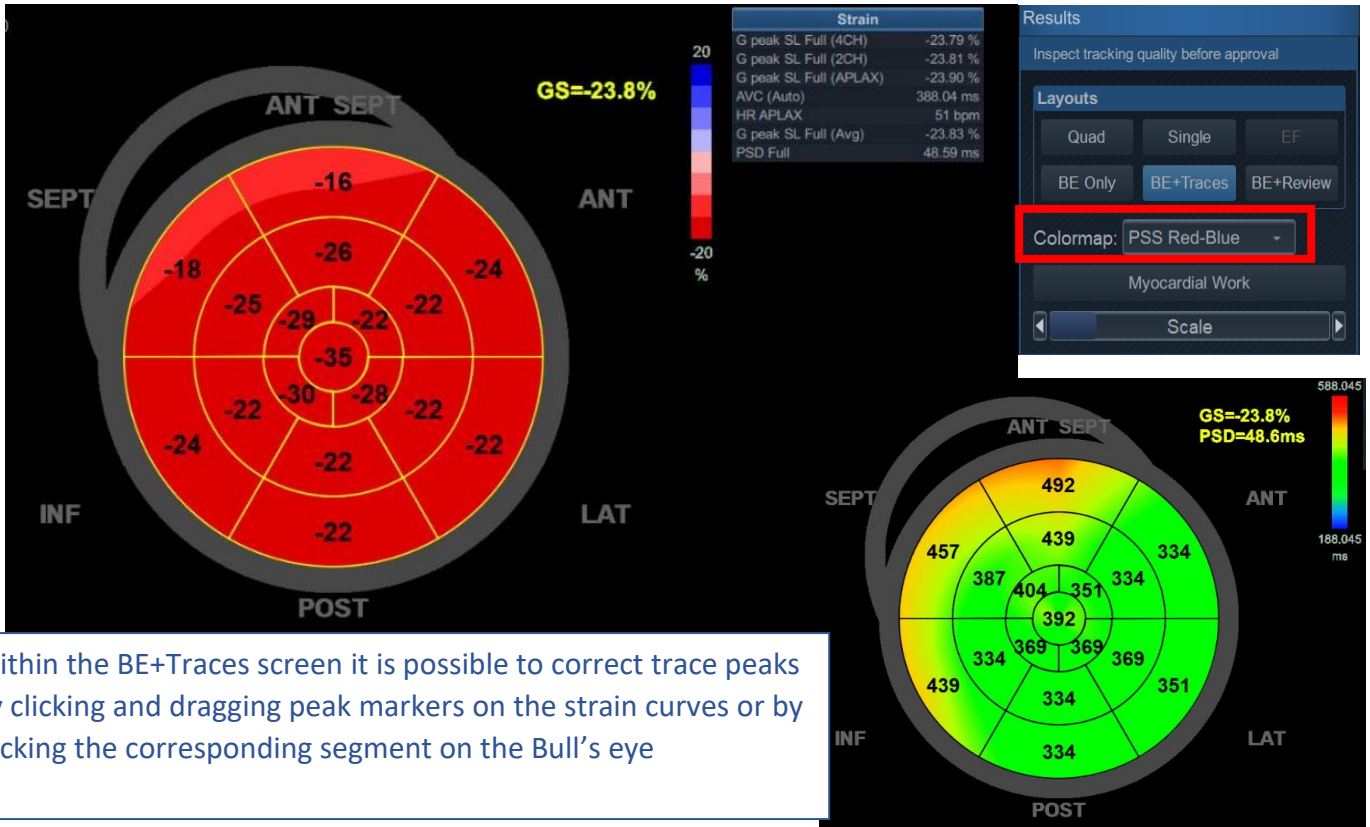 Strain
G peak SL Full (4CH) -23.79 %
G peak SL Full (2CH) -23.81 %
G peak SL Full (APLAX) -23.90 %
AVC (Auto) 388.04 ms
HR APLAX 51 bpm
G peak SL Full (Avg) -23.83 %
PSD Full 48.59 ms
GS=-23.8%
20
-20
%
ANT SEPT
SEPT
ANT
-16
-18
-26
-24
-25
-29
-22
-22
-35
-22
-30
-28
-22
-24
-22
-22
-22
INF
LAT
POST
Results
Inspect tracking quality before approval
Layouts
Quad Single EF
BE Only BE+Traces BE+Review
Colormap: PSS Red-Blue
Myocardial Work
Scale
588.045
GS=-23.8%
PSD=48.6ms
188.045
ms
ANT SEPT
SEPT
ANT
492
457
439
334
387
404
351
334
392
334
369
369
369
439
334
351
334
INF
LAT
POST
ithin the BE+Traces screen it is possible to correct trace peaks
clicking and dragging peak markers on the strain curves or by
cking the corresponding segment on the Bull's eye